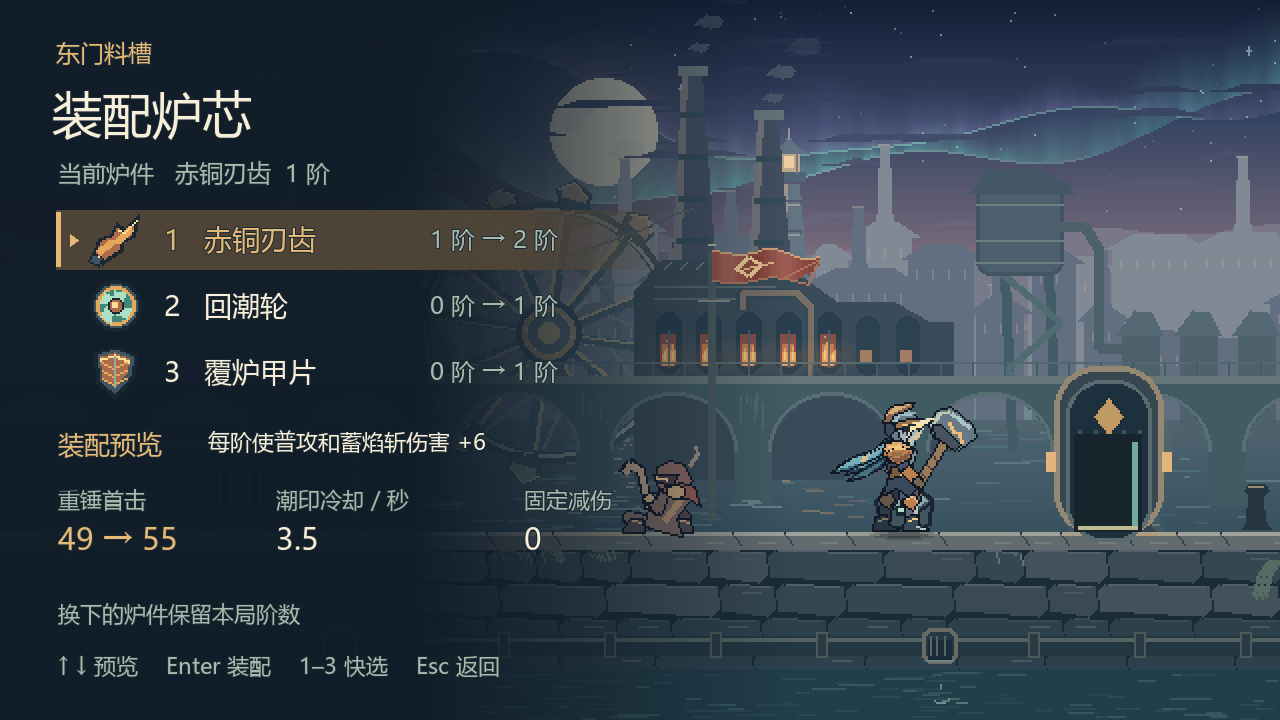 东门料槽
装配炉芯
当前炉件 赤铜刃齿 1 阶
1 赤铜刃齿 1 阶 → 2 阶
2 回潮轮 0 阶 → 1 阶
3 覆炉甲片 0 阶 → 1 阶
装配预览 每阶使普攻和蓄焰斩伤害 +6
重锤首击 潮印冷却 / 秒 固定减伤
49 → 55 3.5 0
换下的炉件保留本局阶数
↑↓ 预览 Enter 装配 1–3 快选 Esc 返回